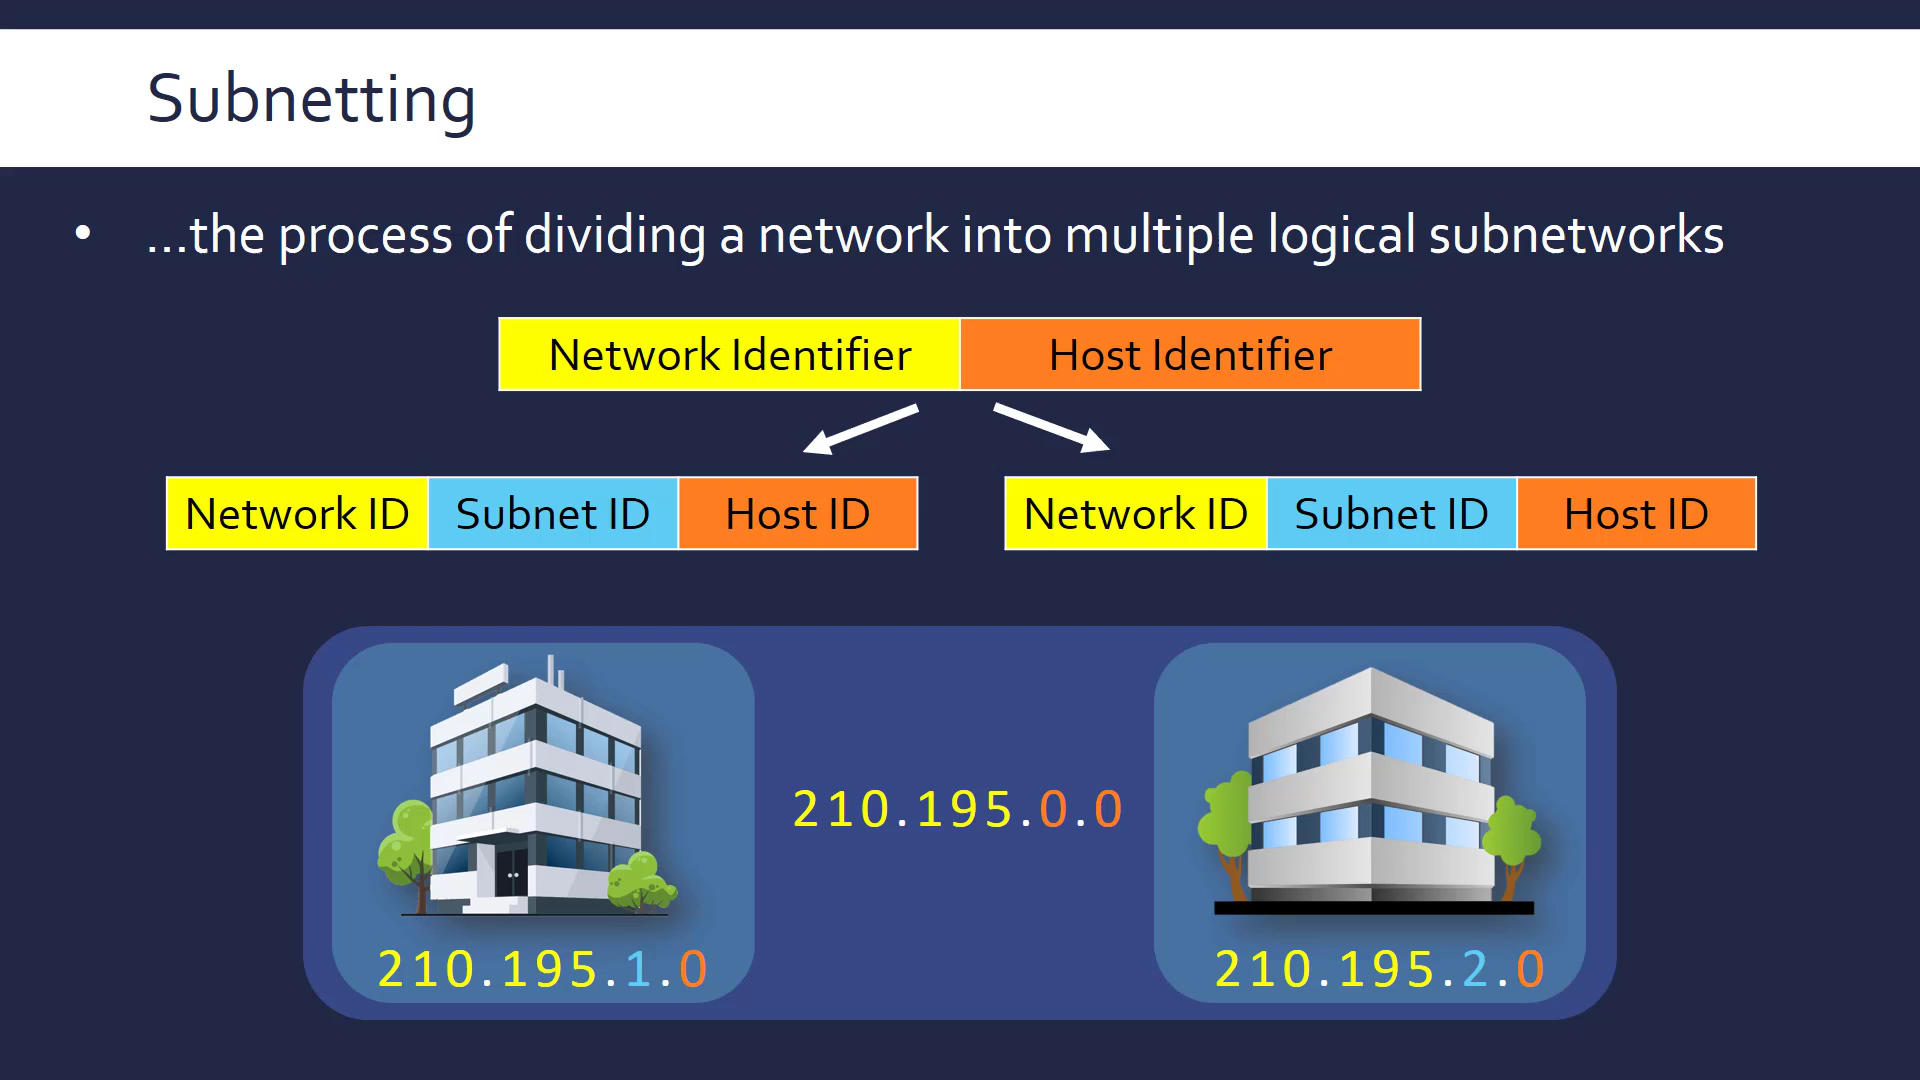 Subnetting
• ...the process of dividing a network into multiple logical subnetworks
Network Identifier Host Identifier
Network ID Subnet ID Host ID Network ID Subnet ID Host ID
210.195.0.0
210.195.1.0 210.195.2.0